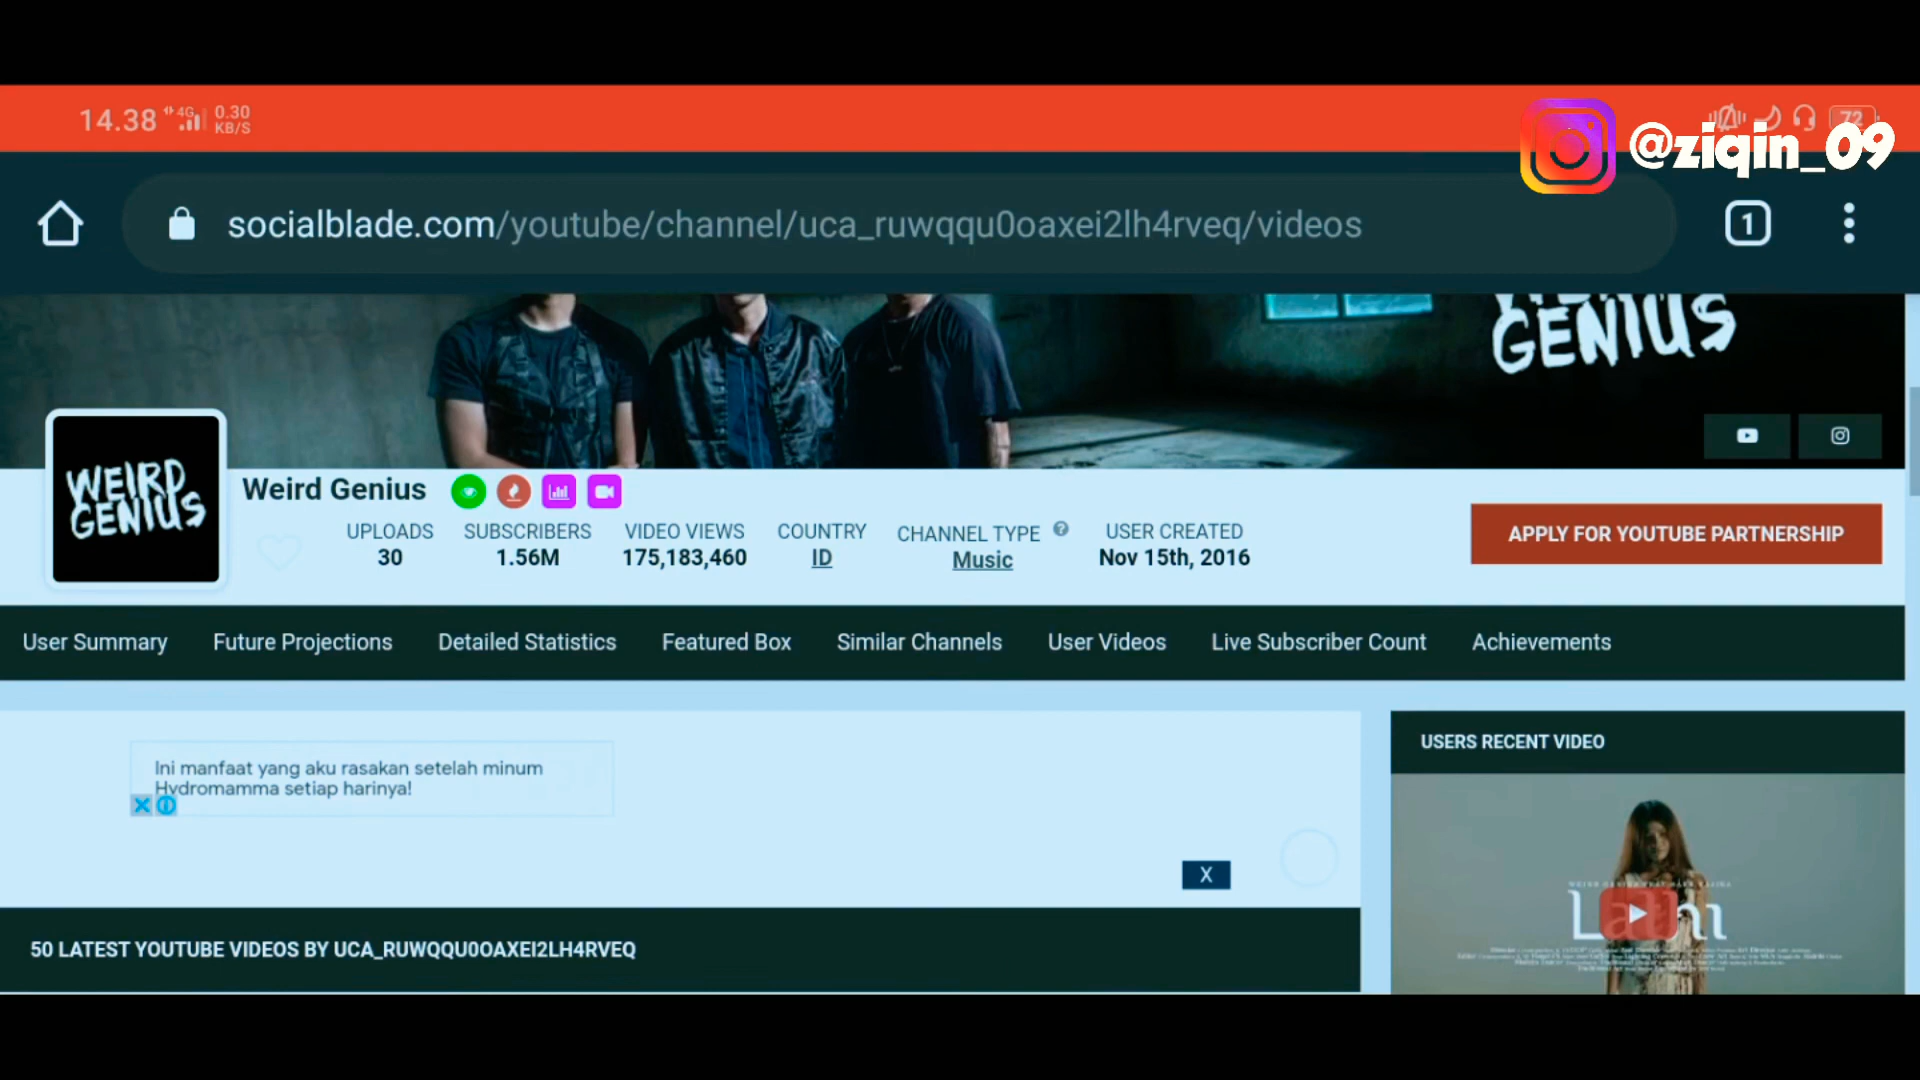 14.38 4G 0.30 KB/S
72
@ziqin_09
socialblade.com/youtube/channel/uca_ruwqqu0oaxei2lh4rveq/videos
1
GENIUS
WEIRD
GENIUS
Weird Genius
UPLOADS SUBSCRIBERS VIDEO VIEWS COUNTRY CHANNEL TYPE USER CREATED
30 1.56M 175,183,460 ID Music Nov 15th, 2016
APPLY FOR YOUTUBE PARTNERSHIP
User Summary Future Projections Detailed Statistics Featured Box Similar Channels User Videos Live Subscriber Count Achievements
Ini manfaat yang aku rasakan setelah minum
Hydromamma setiap harinya!
X
USERS RECENT VIDEO
50 LATEST YOUTUBE VIDEOS BY UCA_RUWQQU0OAXEI2LH4RVEQ